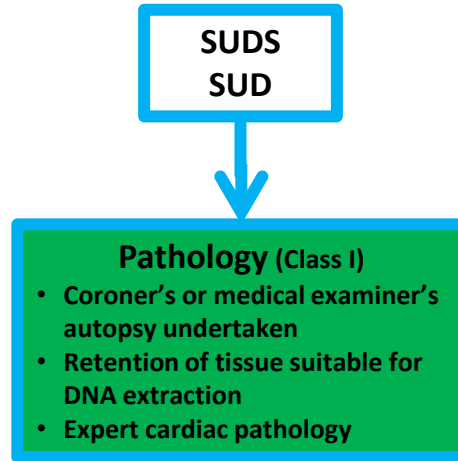 SUDS
SUD
Pathology (Class I)
• Coroner’s or medical examiner’s
autopsy undertaken
• Retention of tissue suitable for
DNA extraction
• Expert cardiac pathology